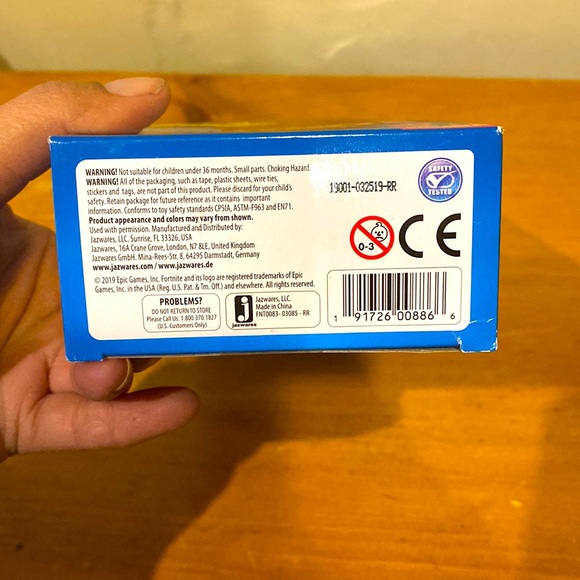 WARNING! Not suitable for children under 36 months. Small parts. Choking Hazard.
WARNING! All of the packaging, such as tape, plastic sheets, wire ties,
stickers and tags, are not part of this product. Please discard for your child's
safety. Retain package for future reference as it contains important
information. Conforms to toy safety standards CPSIA, ASTM-F963 and EN71.
Product appearance and colors may vary from shown.
Used with permission. Manufactured and Distributed by:
Jazwares, LLC. Sunrise, FL 33326, USA
Jazwares, 16A Crane Grove, London, N7 8LE, United Kingdom
Jazwares GmbH. Mina-Rees-Str. 8, 64295 Darmstadt, Germany
www.jazwares.com / www.jazwares.de
© 2019 Epic Games, Inc. Fortnite and its logo are registered trademarks of Epic
Games, Inc. in the USA (Reg. U.S. Pat. & Tm. Off.) and elsewhere. All rights reserved.
PROBLEMS?
DO NOT RETURN TO STORE
Please Call Us: 1.800.370.1827
(U.S. Customers Only)
j
jazwares
Jazwares, LLC.
Made in China
FNT0083-03085-RR
19001-032519-RR
SAFETY
TESTED
0-3
CE
1 91726 00886 6